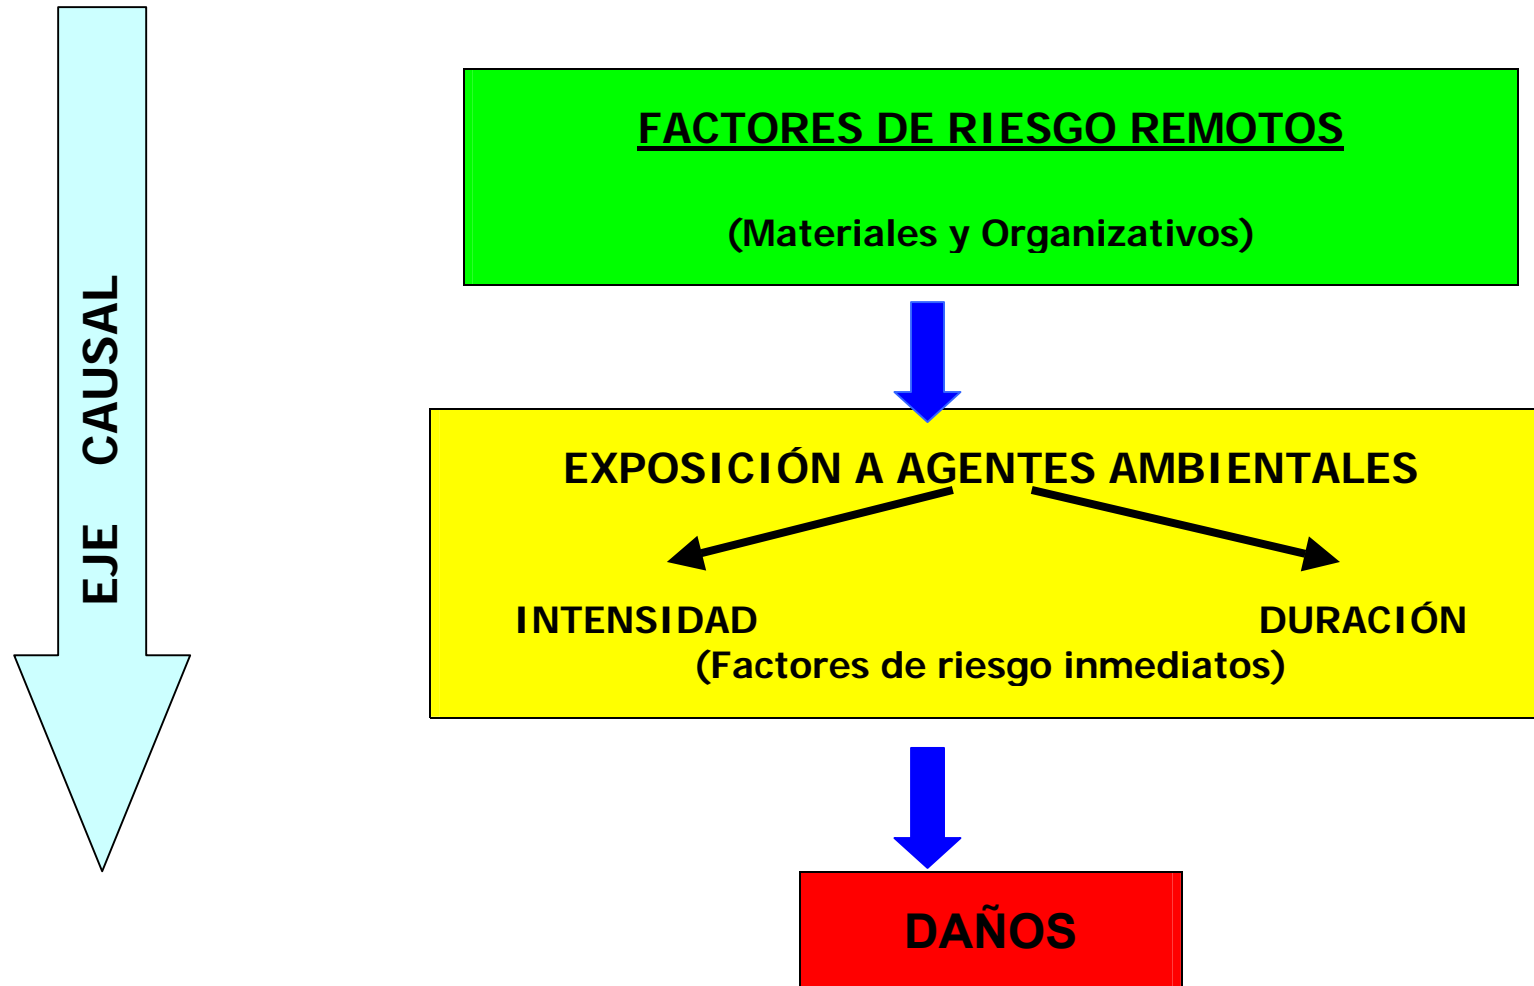 EJE CAUSAL
FACTORES DE RIESGO REMOTOS
(Materiales y Organizativos)
EXPOSICIÓN A AGENTES AMBIENTALES
INTENSIDAD DURACIÓN
(Factores de riesgo inmediatos)
DAÑOS